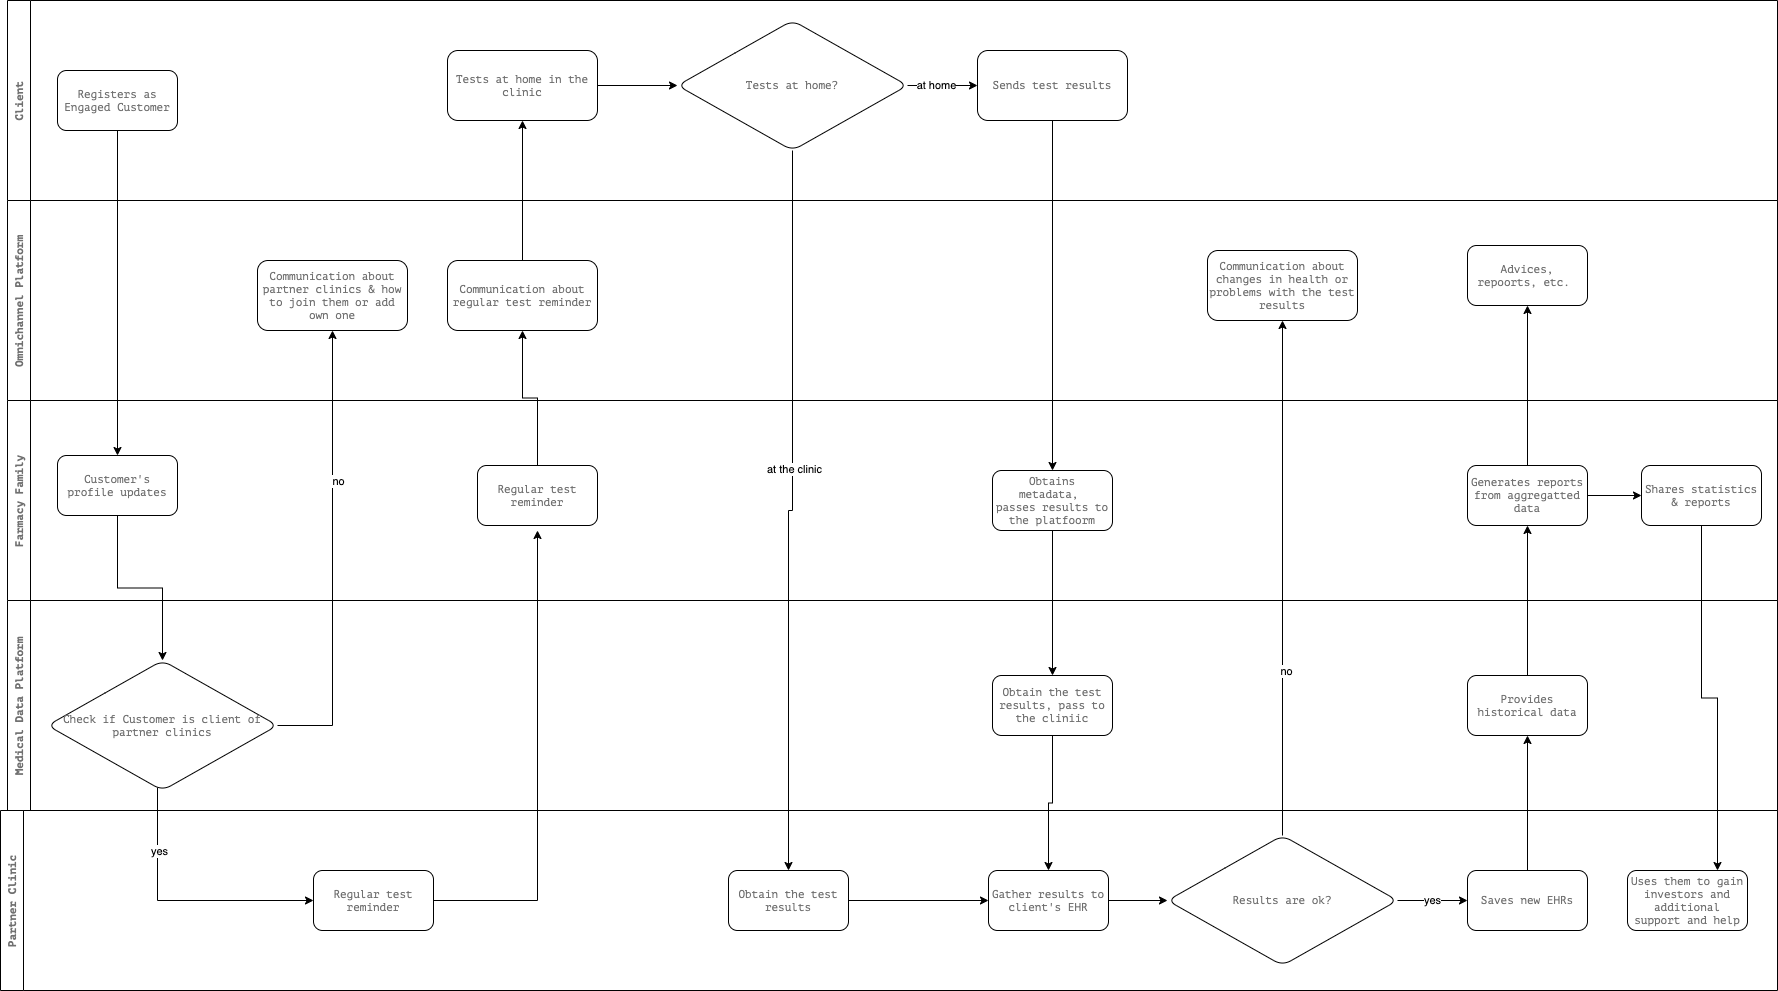 Client
Registers as
Engaged Customer
Tests at home in the
clinic
Tests at home?
at home
Sends test results
Omnichannel Platform
Communication about
partner clinics & how
to join them or add
own one
Communication about
regular test reminder
Communication about
changes in health or
problems with the test
results
Advices,
repoorts, etc.
Farmacy Family
Customer's
profile updates
no
Regular test
reminder
at the clinic
Obtains
metadata,
passes results to
the platfoorm
Generates reports
from aggregatted
data
Shares statistics
& reports
Medical Data Platform
Check if Customer is client of
partner clinics
Obtain the test
results, pass to
the cliniic
no
Provides
historical data
Partner Clinic
yes
Regular test
reminder
Obtain the test
results
Gather results to
client's EHR
Results are ok?
yes
Saves new EHRs
Uses them to gain
investors and
additional
support and help